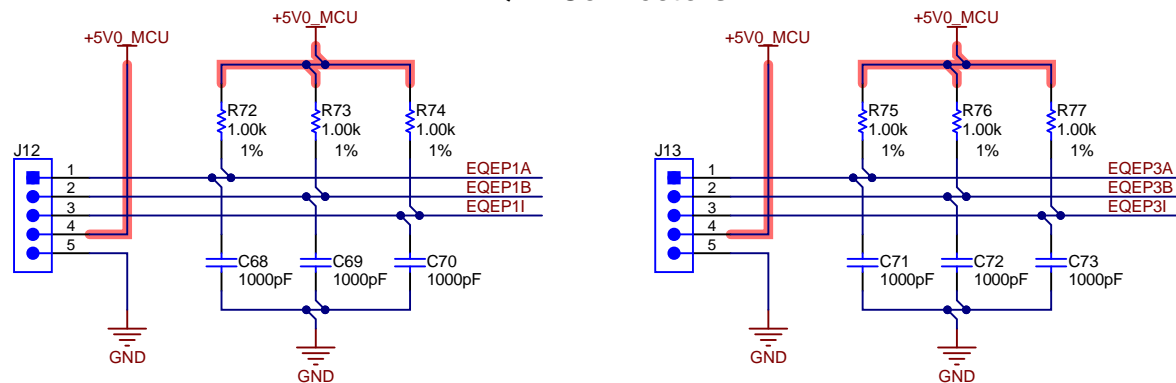 +5V0_MCU
+5V0_MCU
R72
1.00k
1%
R73
1.00k
1%
R74
1.00k
1%
J12
1
2
3
4
5
EQEP1A
EQEP1B
EQEP1I
C68
1000pF
C69
1000pF
C70
1000pF
GND
GND
+5V0_MCU
+5V0_MCU
R75
1.00k
1%
R76
1.00k
1%
R77
1.00k
1%
J13
1
2
3
4
5
EQEP3A
EQEP3B
EQEP3I
C71
1000pF
C72
1000pF
C73
1000pF
GND
GND